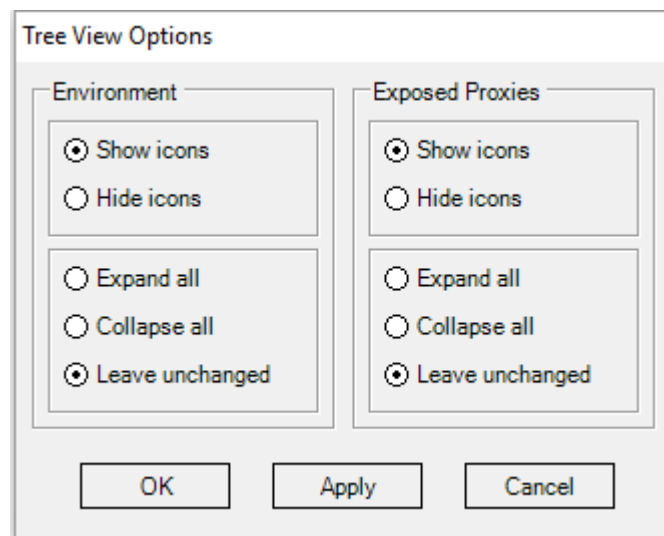 Tree View Options
Environment
Show icons
Hide icons
Expand all
Collapse all
Leave unchanged
Exposed Proxies
Show icons
Hide icons
Expand all
Collapse all
Leave unchanged
OK
Apply
Cancel